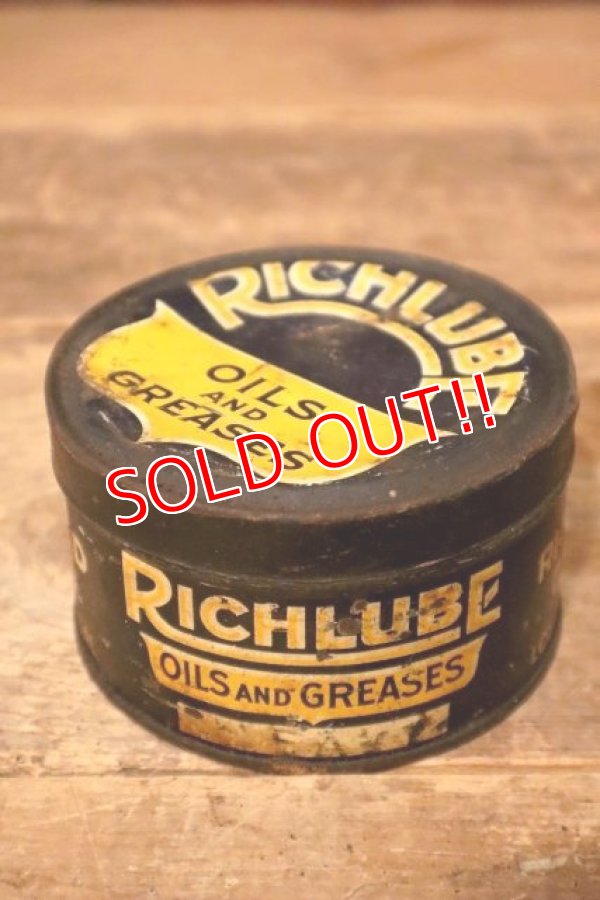 RICHLUBE
OILS
AND
GREASES
SOLD OUT!!
RICHLUBE
OILS AND GREASES